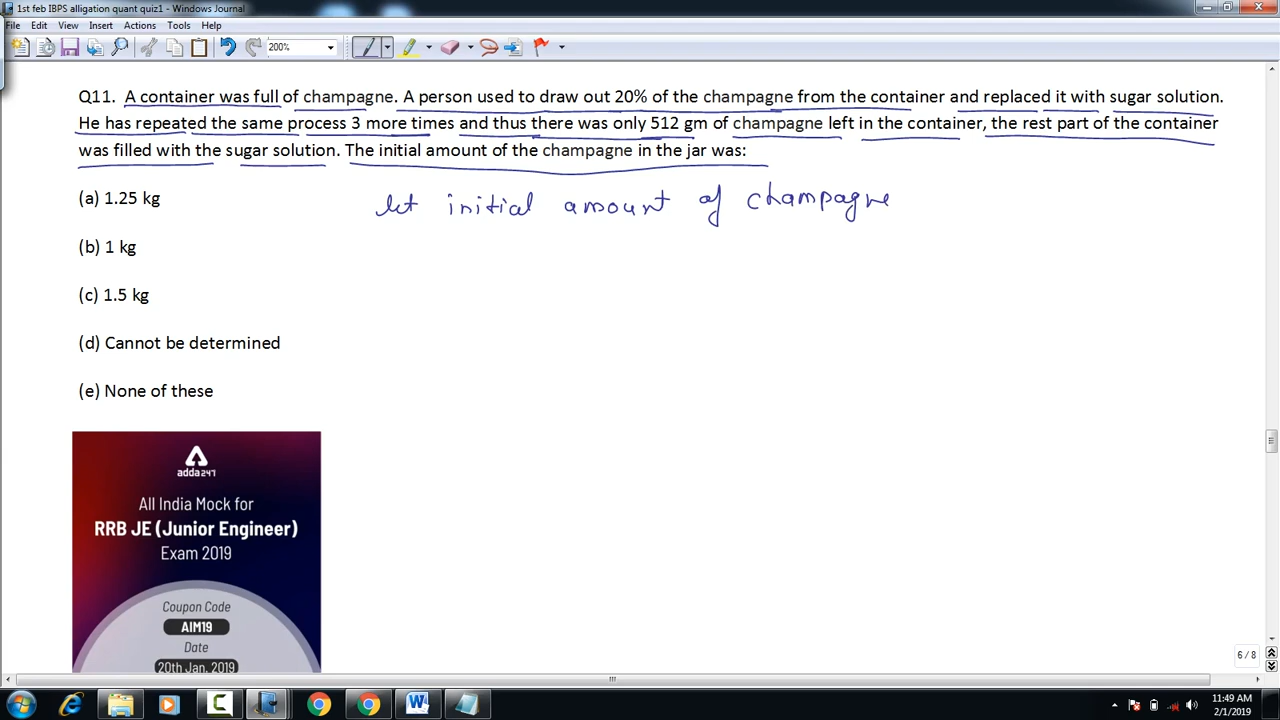 1st feb IBPS alligation quant quiz1 - Windows Journal
File Edit View Insert Actions Tools Help
200%
Q11. A container was full of champagne. A person used to draw out 20% of the champagne from the container and replaced it with sugar solution.
He has repeated the same process 3 more times and thus there was only 512 gm of champagne left in the container, the rest part of the container
was filled with the sugar solution. The initial amount of the champagne in the jar was:
(a) 1.25 kg
let initial amount of champagne
(b) 1 kg
(c) 1.5 kg
(d) Cannot be determined
(e) None of these
adda247
All India Mock for
RRB JE (Junior Engineer)
Exam 2019
Coupon Code
AIM19
Date
20th Jan, 2019
6 / 8
11:49 AM
2/1/2019